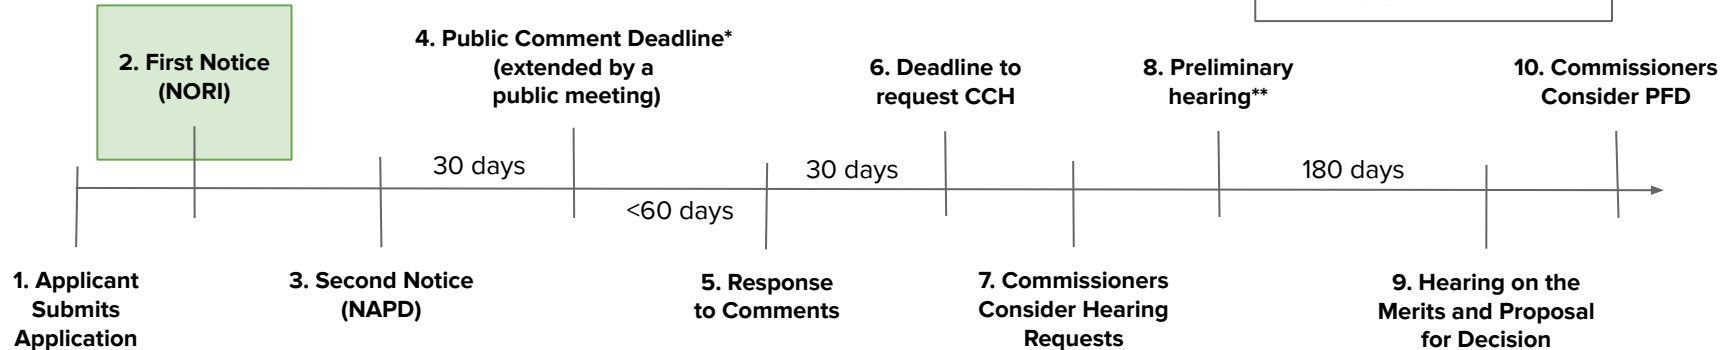 2. First Notice
(NORI)
4. Public Comment Deadline*
(extended by a
public meeting)
6. Deadline to
request CCH
8. Preliminary
hearing**
10. Commissioners
Consider PFD
30 days
<60 days
30 days
180 days
1. Applicant
Submits
Application
3. Second Notice
(NAPD)
5. Response
to Comments
7. Commissioners
Consider Hearing
Requests
9. Hearing on the
Merits and Proposal
for Decision